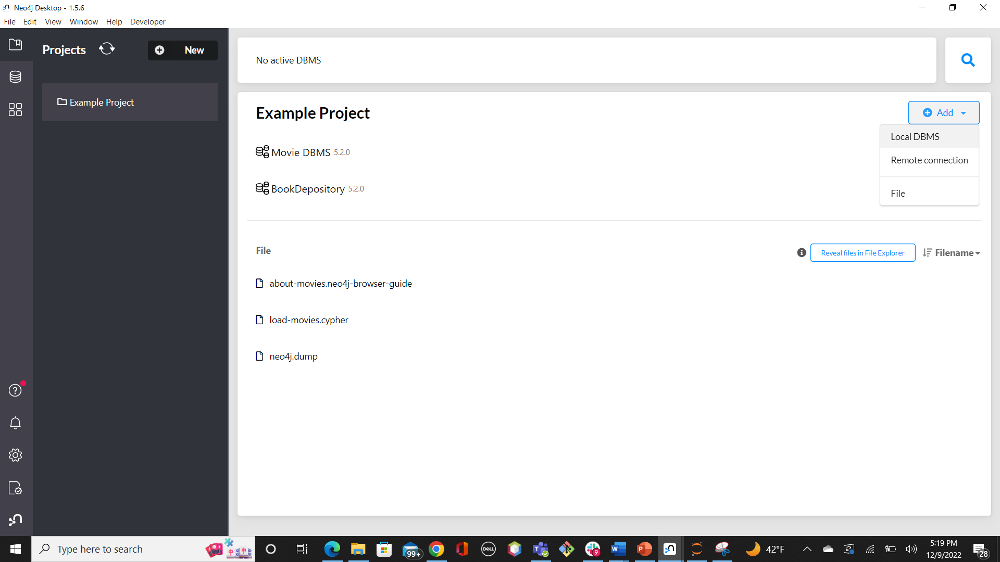 Neo4j Desktop - 1.5.6
File Edit View Window Help Developer
Projects
New
Example Project
No active DBMS
Example Project
Add
Local DBMS
Remote connection
File
Movie DBMS 5.2.0
BookDepository 5.2.0
File
Reveal files in File Explorer
Filename
about-movies.neo4j-browser-guide
load-movies.cypher
neo4j.dump
Type here to search
99+
DELL
9
42°F
5:19 PM
12/9/2022
28